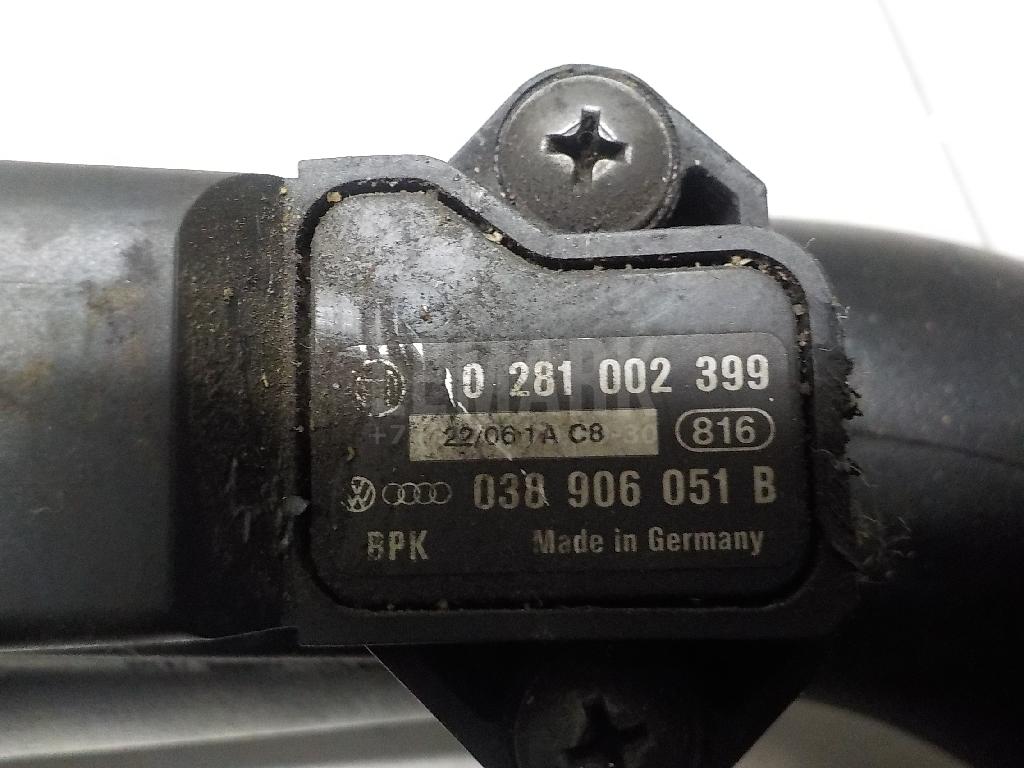 0 281 002 399
22/06 1A C8
816
038 906 051 B
BPK
Made in Germany